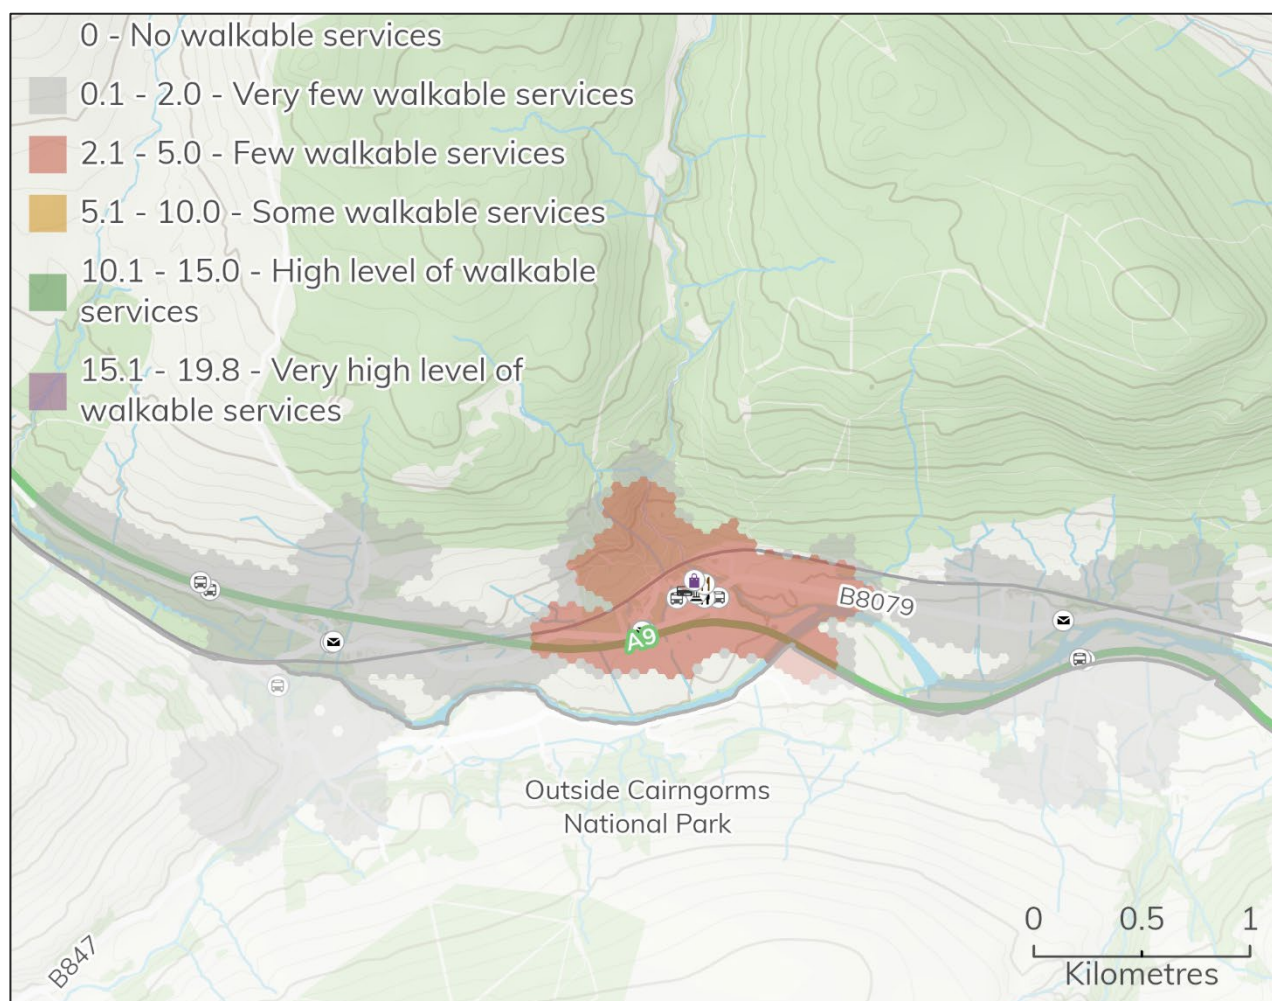 0 - No walkable services
0.1 - 2.0 - Very few walkable services
2.1 - 5.0 - Few walkable services
5.1 - 10.0 - Some walkable services
10.1 - 15.0 - High level of walkable
services
15.1 - 19.8 - Very high level of
walkable services
B8079
A9
Outside Cairngorms
National Park
B847
0 0.5 1
Kilometres